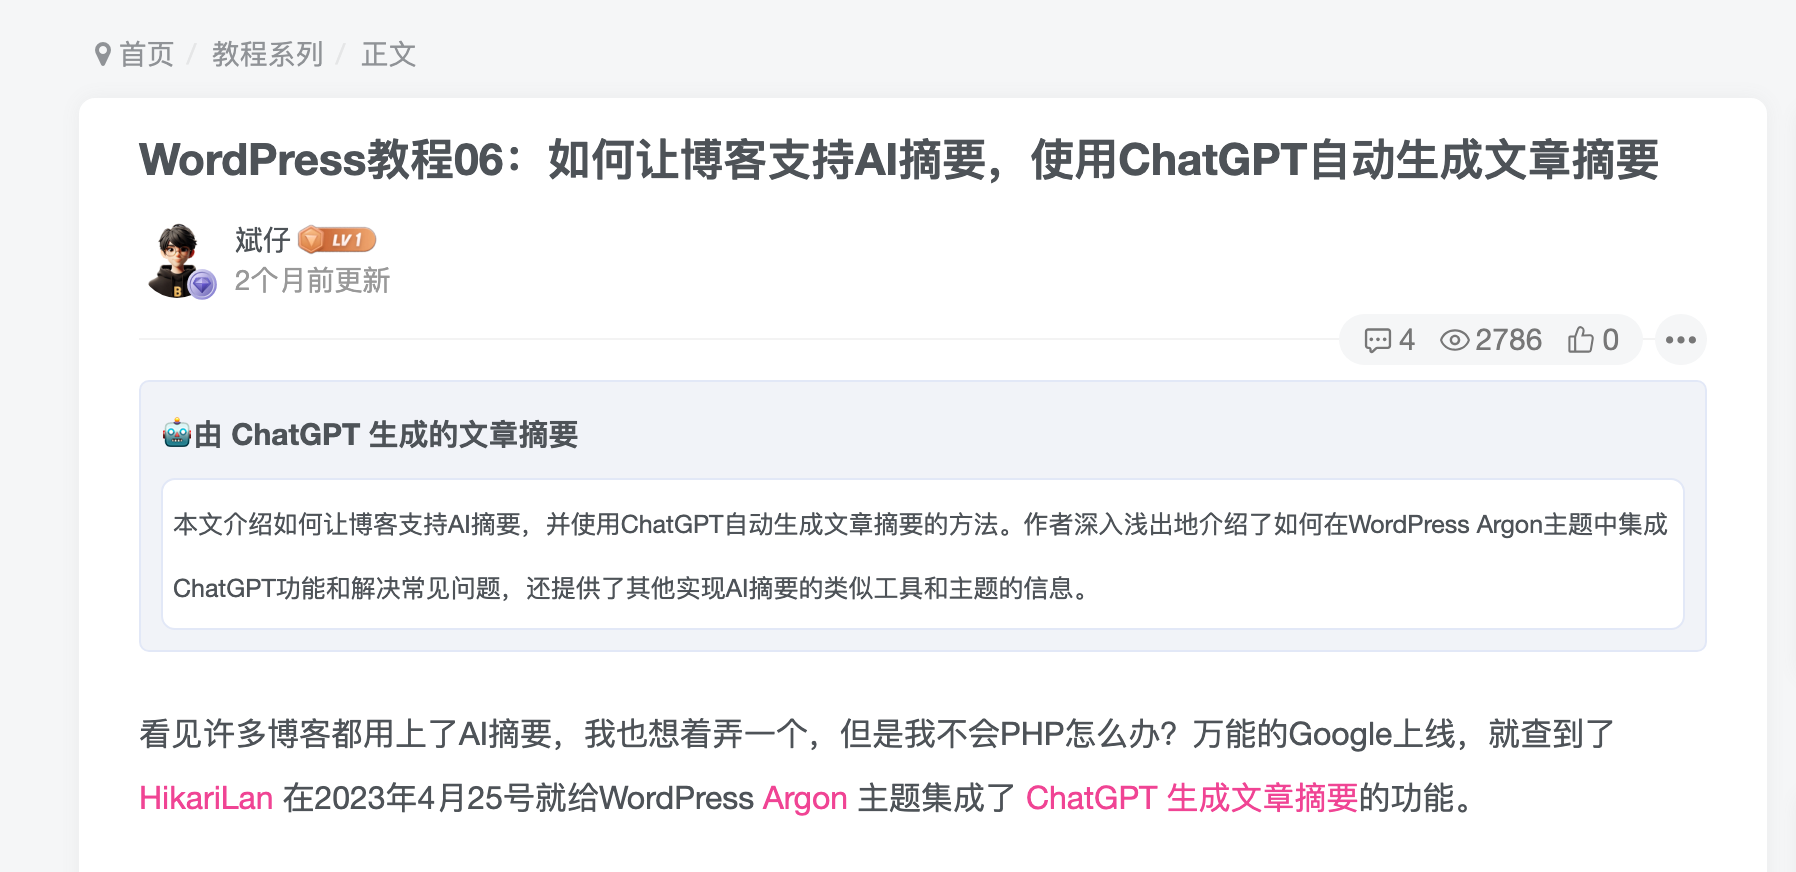 首页 / 教程系列 / 正文
WordPress教程06：如何让博客支持AI摘要，使用ChatGPT自动生成文章摘要
斌仔 LV1
2个月前更新
B
4 2786 0
由 ChatGPT 生成的文章摘要
本文介绍如何让博客支持AI摘要，并使用ChatGPT自动生成文章摘要的方法。作者深入浅出地介绍了如何在WordPress Argon主题中集成
ChatGPT功能和解决常见问题，还提供了其他实现AI摘要的类似工具和主题的信息。
看见许多博客都用上了AI摘要，我也想着弄一个，但是我不会PHP怎么办？万能的Google上线，就查到了
HikariLan 在2023年4月25号就给WordPress Argon 主题集成了 ChatGPT 生成文章摘要的功能。